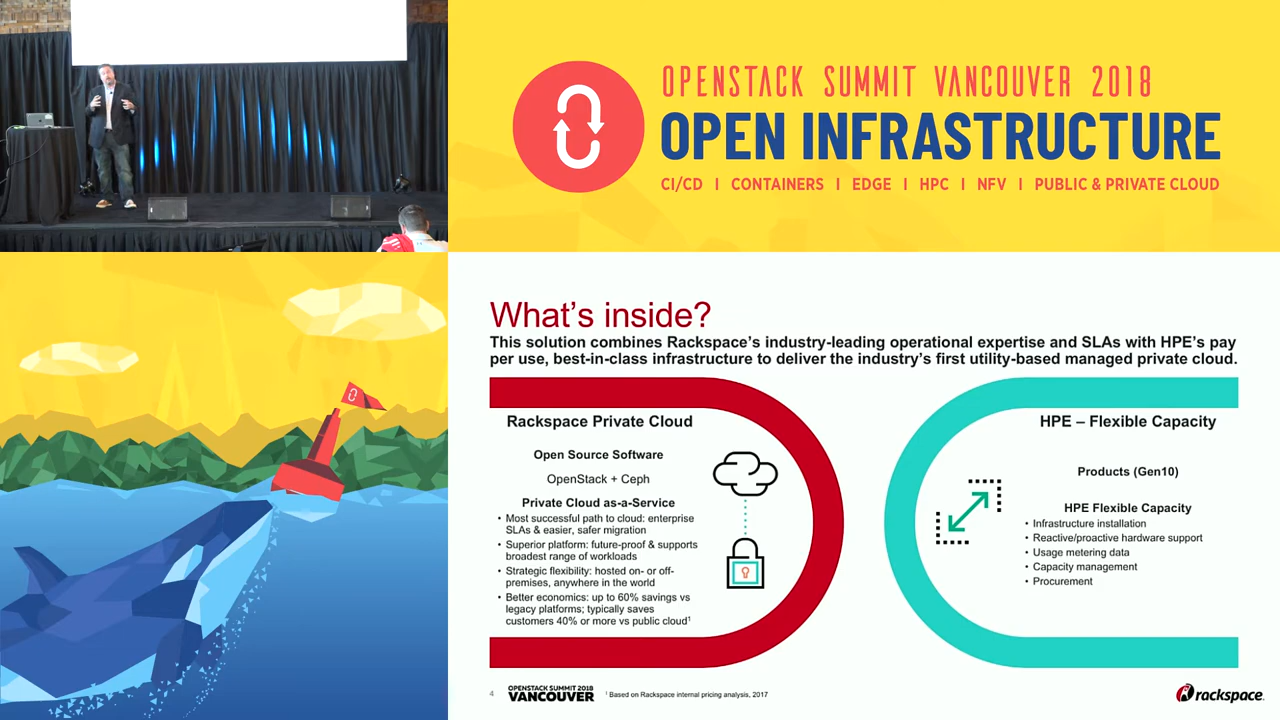 OPENSTACK SUMMIT VANCOUVER 2018
OPEN INFRASTRUCTURE
CI/CD | CONTAINERS | EDGE | HPC | NFV | PUBLIC & PRIVATE CLOUD
What's inside?
This solution combines Rackspace's industry-leading operational expertise and SLAs with HPE's pay
per use, best-in-class infrastructure to deliver the industry's first utility-based managed private cloud.
Rackspace Private Cloud
Open Source Software
OpenStack + Ceph
Private Cloud as-a-Service
• Most successful path to cloud: enterprise
SLAs & easier, safer migration
• Superior platform: future-proof & supports
broadest range of workloads
• Strategic flexibility: hosted on- or off-
premises, anywhere in the world
• Better economics: up to 60% savings vs
legacy platforms; typically saves
customers 40% or more vs public cloud¹
HPE – Flexible Capacity
Products (Gen10)
HPE Flexible Capacity
• Infrastructure installation
• Reactive/proactive hardware support
• Usage metering data
• Capacity management
• Procurement
4
OPENSTACK SUMMIT 2018
VANCOUVER
¹ Based on Rackspace internal pricing analysis, 2017
rackspace.